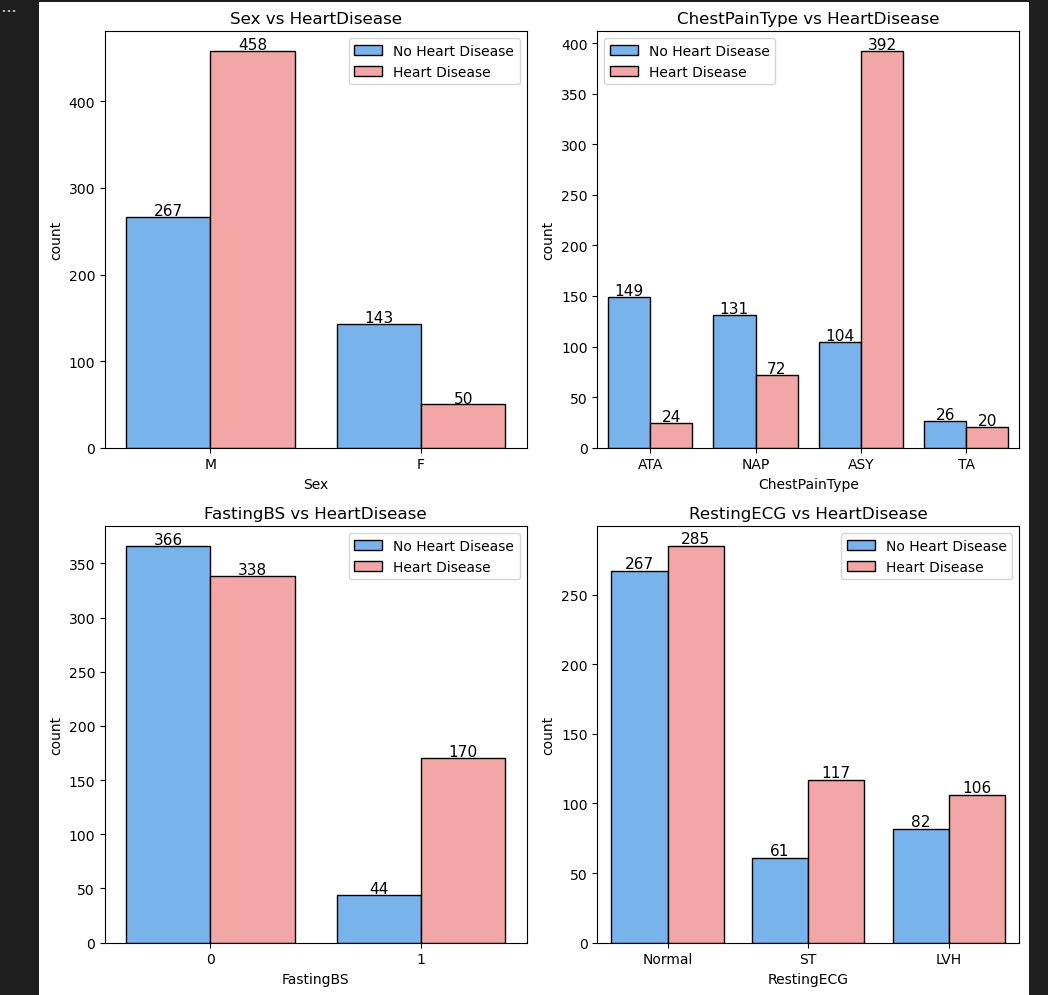 ...
Sex vs HeartDisease
No Heart Disease
Heart Disease
458
267
143
50
400
300
200
100
0
count
M
F
Sex
ChestPainType vs HeartDisease
No Heart Disease
Heart Disease
392
149
24
131
72
104
26
20
400
350
300
250
200
150
100
50
0
count
ATA
NAP
ASY
TA
ChestPainType
FastingBS vs HeartDisease
No Heart Disease
Heart Disease
366
338
44
170
350
300
250
200
150
100
50
0
count
0
1
FastingBS
RestingECG vs HeartDisease
No Heart Disease
Heart Disease
267
285
61
117
82
106
250
200
150
100
50
0
count
Normal
ST
LVH
RestingECG